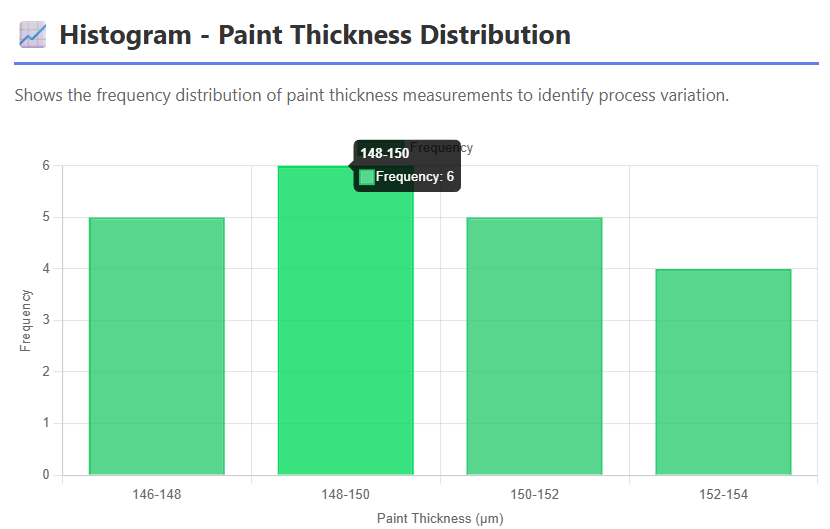 Histogram - Paint Thickness Distribution
Shows the frequency distribution of paint thickness measurements to identify process variation.
Frequency
148-150
Frequency: 6
6
5
4
3
2
1
0
Frequency
146-148
148-150
150-152
152-154
Paint Thickness (µm)